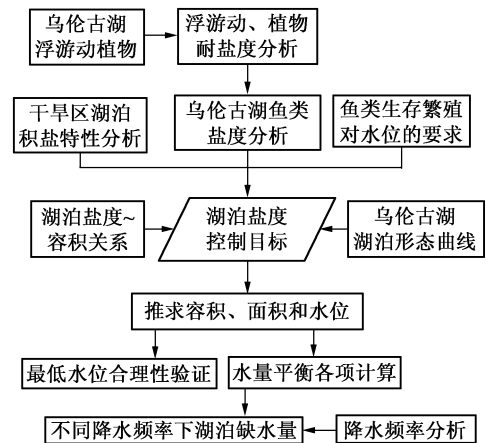 乌伦古湖
浮游动植物
浮游动、植物
耐盐度分析
干旱区湖泊
积盐特性分析
乌伦古湖鱼类
盐度分析
鱼类生存繁殖
对水位的要求
湖泊盐度~
容积关系
湖泊盐度
控制目标
乌伦古湖
湖泊形态曲线
推求容积、面积和水位
最低水位合理性验证
水量平衡各项计算
不同降水频率下湖泊缺水量
降水频率分析